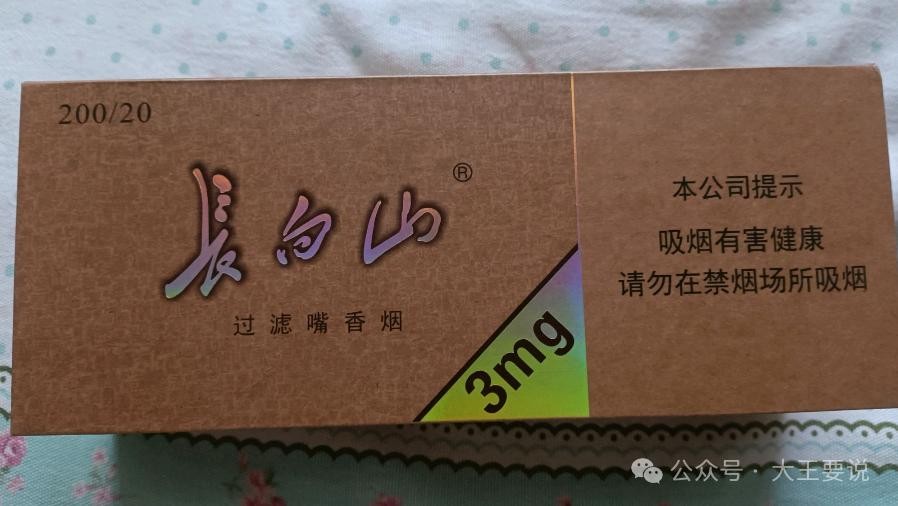 200/20
長白山®
过滤嘴香烟
3mg
本公司提示
吸烟有害健康
请勿在禁烟场所吸烟
公众号·大王要说